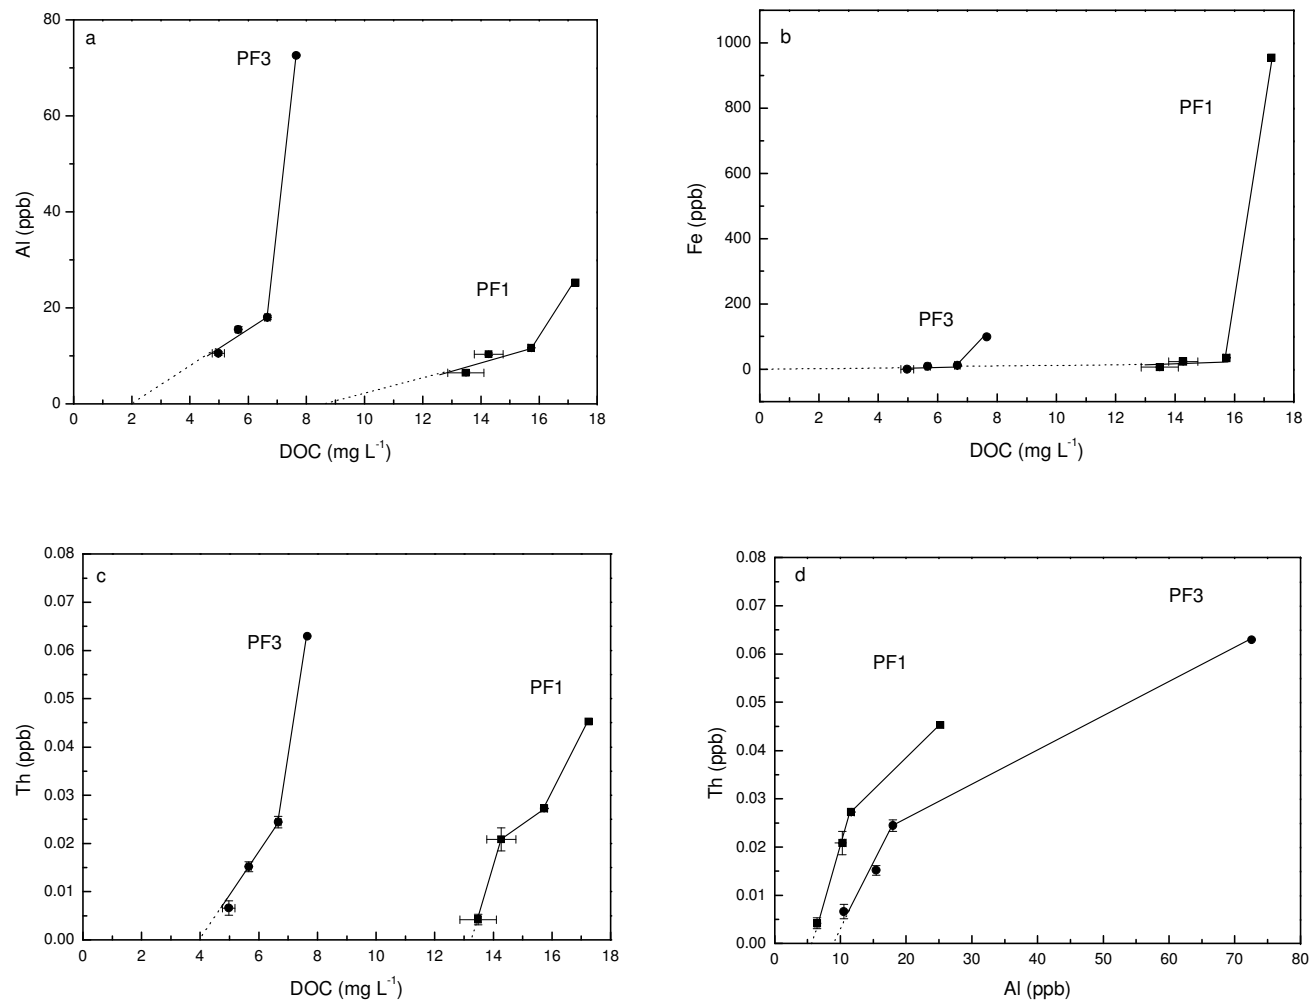 a
PF3
PF1
Al (ppb)
80
60
40
20
0
0 2 4 6 8 10 12 14 16 18
DOC (mg L-1)
b
PF1
PF3
Fe (ppb)
1000
800
600
400
200
0
0 2 4 6 8 10 12 14 16 18
DOC (mg L-1)
c
PF3
PF1
Th (ppb)
0.08
0.07
0.06
0.05
0.04
0.03
0.02
0.01
0.00
0 2 4 6 8 10 12 14 16 18
DOC (mg L-1)
d
PF3
PF1
Th (ppb)
0.08
0.07
0.06
0.05
0.04
0.03
0.02
0.01
0.00
0 10 20 30 40 50 60 70 80
Al (ppb)